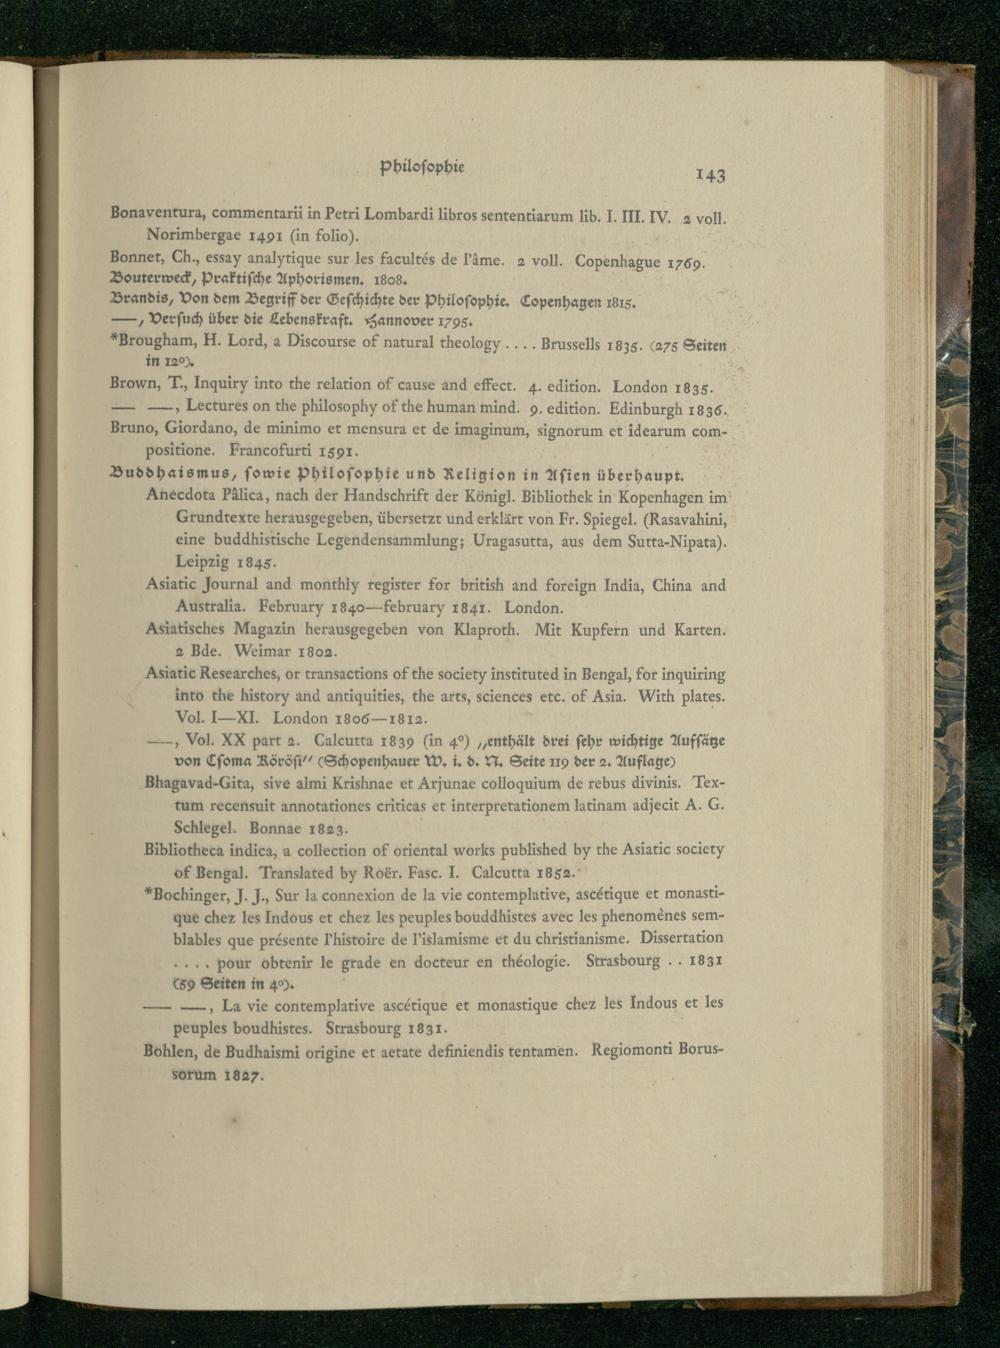 Philosophie
143
Bonaventura, commentarii in Petri Lombardi libros sententiarum lib. I. III. IV. 2 voll.
Norimbergae 1491 (in folio).
Bonnet, Ch., essay analytique sur les facultés de l'âme. 2 voll. Copenhague 1769.
Bouterweck, Praktische Aphorismen. 1808.
Brandis, Von dem Begriff der Geschichte der Philosophie. Copenhagen 1815.
—, Versuch über die Lebenskraft. Hannover 1795.
*Brougham, H. Lord, a Discourse of natural theology .... Brussells 1835. (275 Seiten
in 12⁰).
Brown, T., Inquiry into the relation of cause and effect. 4. edition. London 1835.
— —, Lectures on the philosophy of the human mind. 9. edition. Edinburgh 1836.
Bruno, Giordano, de minimo et mensura et de imaginum, signorum et idearum com-
positione. Francofurti 1591.
Buddhaismus, sowie Philosophie und Religion in Asien überhaupt.
Anecdota Pâlica, nach der Handschrift der Königl. Bibliothek in Kopenhagen im
Grundtexte herausgegeben, übersetzt und erklärt von Fr. Spiegel. (Rasavahini,
eine buddhistische Legendensammlung; Uragasutta, aus dem Sutta-Nipata).
Leipzig 1845.
Asiatic Journal and monthly register for british and foreign India, China and
Australia. February 1840—february 1841. London.
Asiatisches Magazin herausgegeben von Klaproth. Mit Kupfern und Karten.
2 Bde. Weimar 1802.
Asiatic Researches, or transactions of the society instituted in Bengal, for inquiring
into the history and antiquities, the arts, sciences etc. of Asia. With plates.
Vol. I—XI. London 1806—1812.
—, Vol. XX part 2. Calcutta 1839 (in 4⁰) „enthält drei sehr wichtige Aufsätze
von Csoma Körösi" (Schopenhauer W. i. d. N. Seite 119 der 2. Auflage)
Bhagavad-Gita, sive almi Krishnae et Arjunae colloquium de rebus divinis. Tex-
tum recensuit annotationes criticas et interpretationem latinam adjecit A. G.
Schlegel. Bonnae 1823.
Bibliotheca indica, a collection of oriental works published by the Asiatic society
of Bengal. Translated by Roër. Fasc. I. Calcutta 1852.
*Bochinger, J. J., Sur la connexion de la vie contemplative, ascétique et monasti-
que chez les Indous et chez les peuples bouddhistes avec les phenomènes sem-
blables que présente l'histoire de l'islamisme et du christianisme. Dissertation
.... pour obtenir le grade en docteur en théologie. Strasbourg .. 1831
(59 Seiten in 4⁰).
— —, La vie contemplative ascétique et monastique chez les Indous et les
peuples boudhistes. Strasbourg 1831.
Bohlen, de Budhaismi origine et aetate definiendis tentamen. Regiomonti Borus-
sorum 1827.